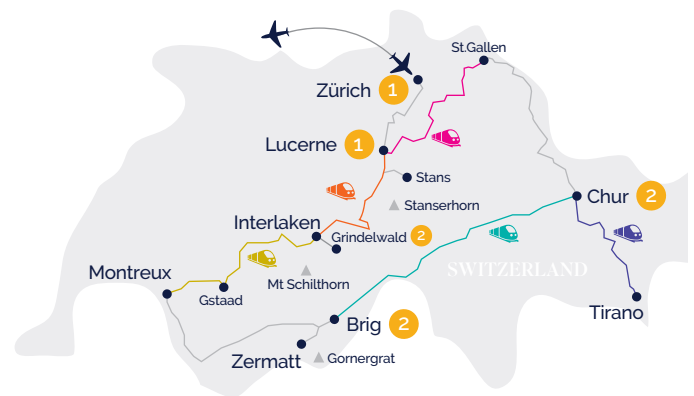 St.Gallen
Zürich 1
Lucerne 1
Stans
Chur 2
Stanserhorn
Interlaken
Grindelwald 2
SWITZERLAND
Montreux
Mt Schilthorn
Gstaad
Tirano
Brig 2
Zermatt
Gornergrat